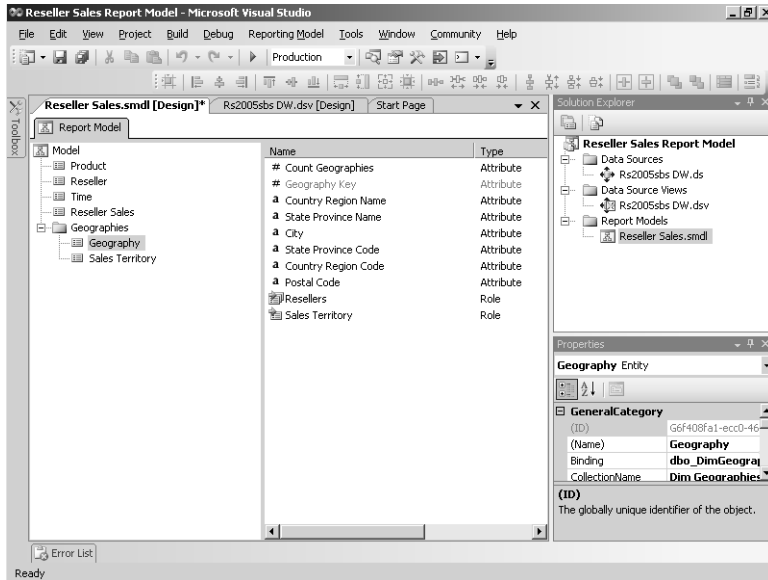 Reseller Sales Report Model - Microsoft Visual Studio
File Edit View Project Build Debug Reporting Model Tools Window Community Help
Production
Reseller Sales.smdl [Design]* Rs2005sbs DW.dsv [Design] Start Page
Toolbox
Report Model
Model
Product
Reseller
Time
Reseller Sales
Geographies
Geography
Sales Territory
Name Type
# Count Geographies Attribute
# Geography Key Attribute
a Country Region Name Attribute
a State Province Name Attribute
a City Attribute
a State Province Code Attribute
a Country Region Code Attribute
a Postal Code Attribute
Resellers Role
Sales Territory Role
Solution Explorer
Reseller Sales Report Model
Data Sources
Rs2005sbs DW.ds
Data Source Views
Rs2005sbs DW.dsv
Report Models
Reseller Sales.smdl
Properties
Geography Entity
GeneralCategory
(ID) G6f408fa1-ecc0-46
(Name) Geography
Binding dbo_DimGeograp
CollectionName Dim Geographies
(ID)
The globally unique identifier of the object.
Error List
Ready